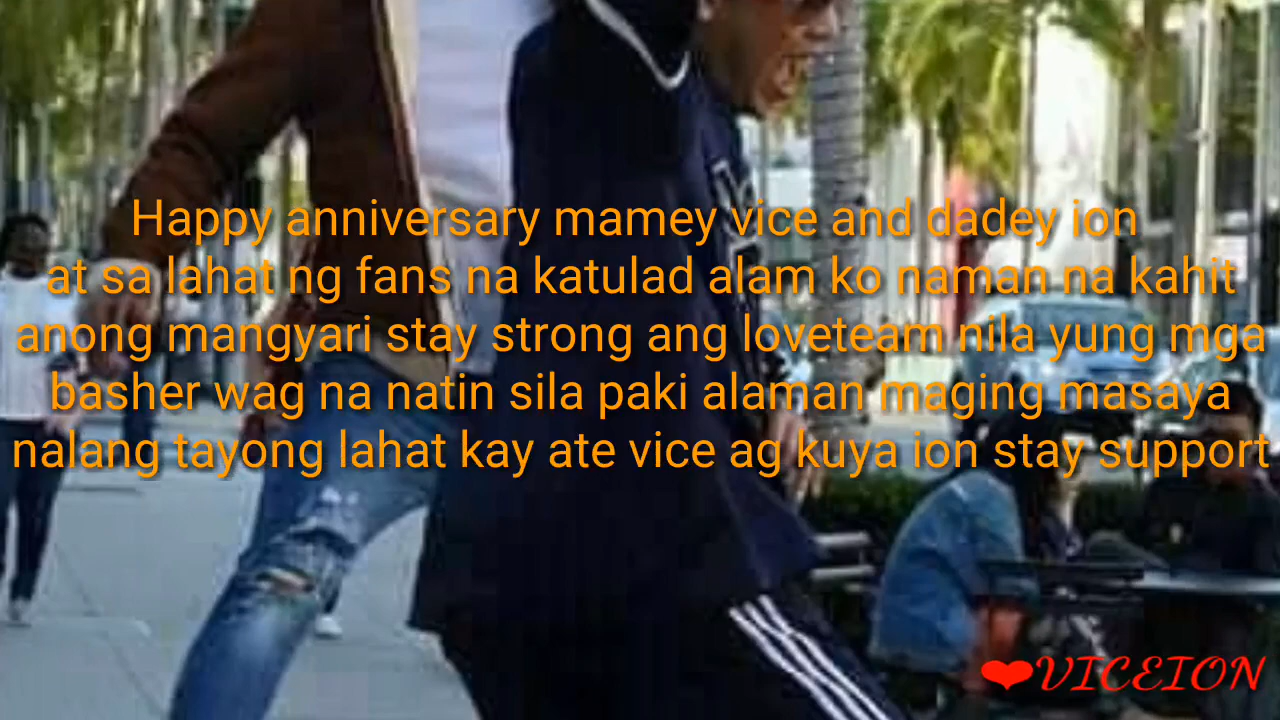 Happy anniversary mamey vice and dadey ion
at sa lahat ng fans na katulad alam ko naman na kahit
anong mangyari stay strong ang loveteam nila yung mga
basher wag na natin sila paki alaman maging masaya
nalang tayong lahat kay ate vice ag kuya ion stay support
❤VICEION